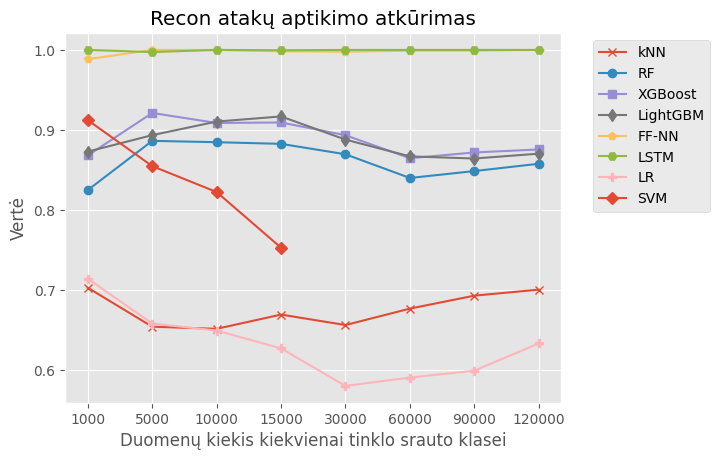 Recon atakų aptikimo atkūrimas
1.0
0.9
0.8
0.7
0.6
Vertė
1000 5000 10000 15000 30000 60000 90000 120000
Duomenų kiekis kiekvienai tinklo srauto klasei
kNN
RF
XGBoost
LightGBM
FF-NN
LSTM
LR
SVM